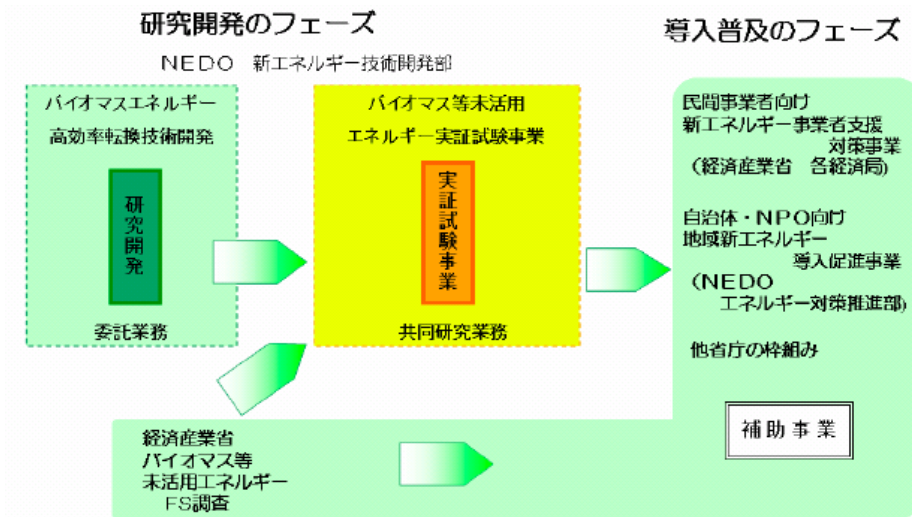 研究開発のフェーズ
NEDO 新エネルギー技術開発部
バイオマスエネルギー
高効率転換技術開発
研究開発
委託業務
バイオマス等未活用
エネルギー実証試験事業
実証試験事業
共同研究業務
導入普及のフェーズ
民間事業者向け
新エネルギー事業者支援
対策事業
(経済産業省 各経済局)
自治体・NPO向け
地域新エネルギー
導入促進事業
(NEDO
エネルギー対策推進部)
他省庁の枠組み
補助事業
経済産業省
バイオマス等
未活用エネルギー
FS調査